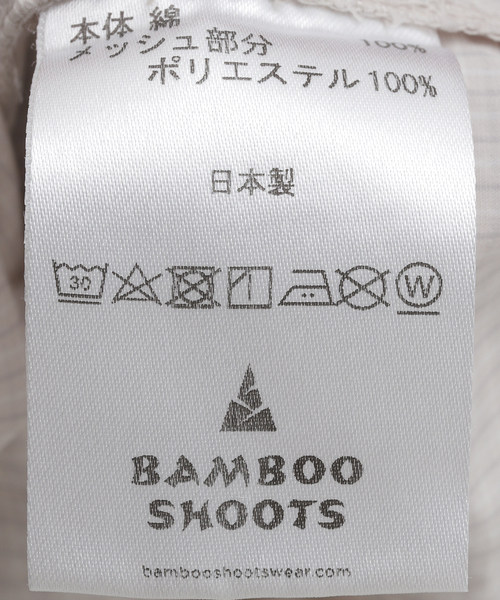 本体 綿 100%
メッシュ部分
ポリエステル100%
日本製
30
W
BAMBOO
SHOOTS
bambooshootswear.com